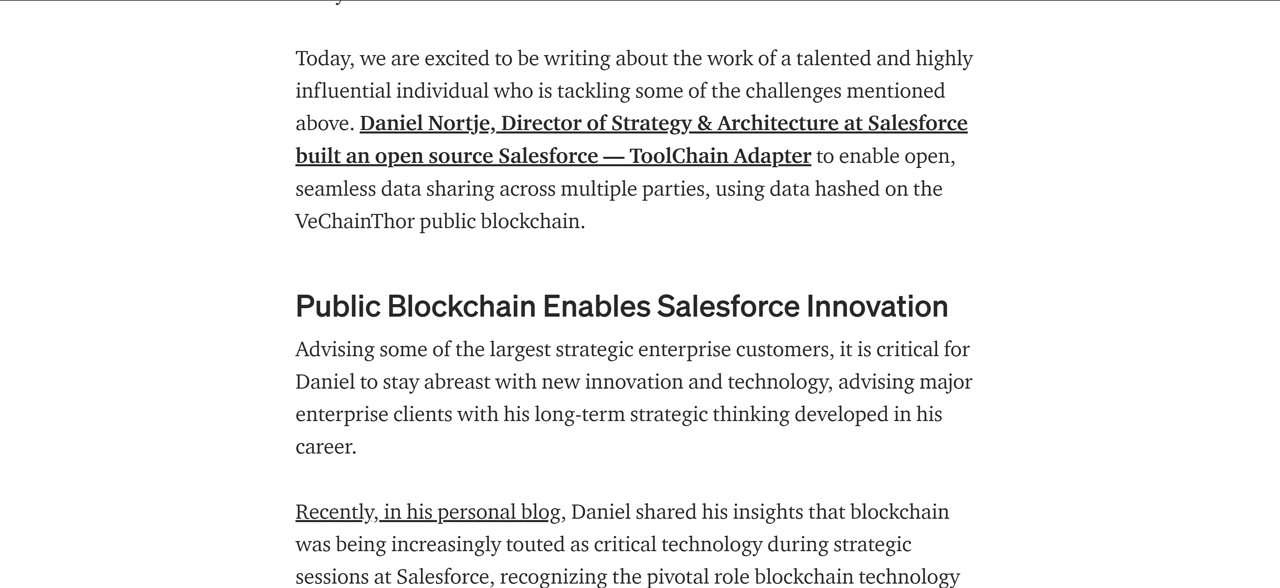 Today, we are excited to be writing about the work of a talented and highly
influential individual who is tackling some of the challenges mentioned
above. Daniel Nortje, Director of Strategy & Architecture at Salesforce
built an open source Salesforce — ToolChain Adapter to enable open,
seamless data sharing across multiple parties, using data hashed on the
VeChainThor public blockchain.
Public Blockchain Enables Salesforce Innovation
Advising some of the largest strategic enterprise customers, it is critical for
Daniel to stay abreast with new innovation and technology, advising major
enterprise clients with his long-term strategic thinking developed in his
career.
Recently, in his personal blog, Daniel shared his insights that blockchain
was being increasingly touted as critical technology during strategic
sessions at Salesforce, recognizing the pivotal role blockchain technology